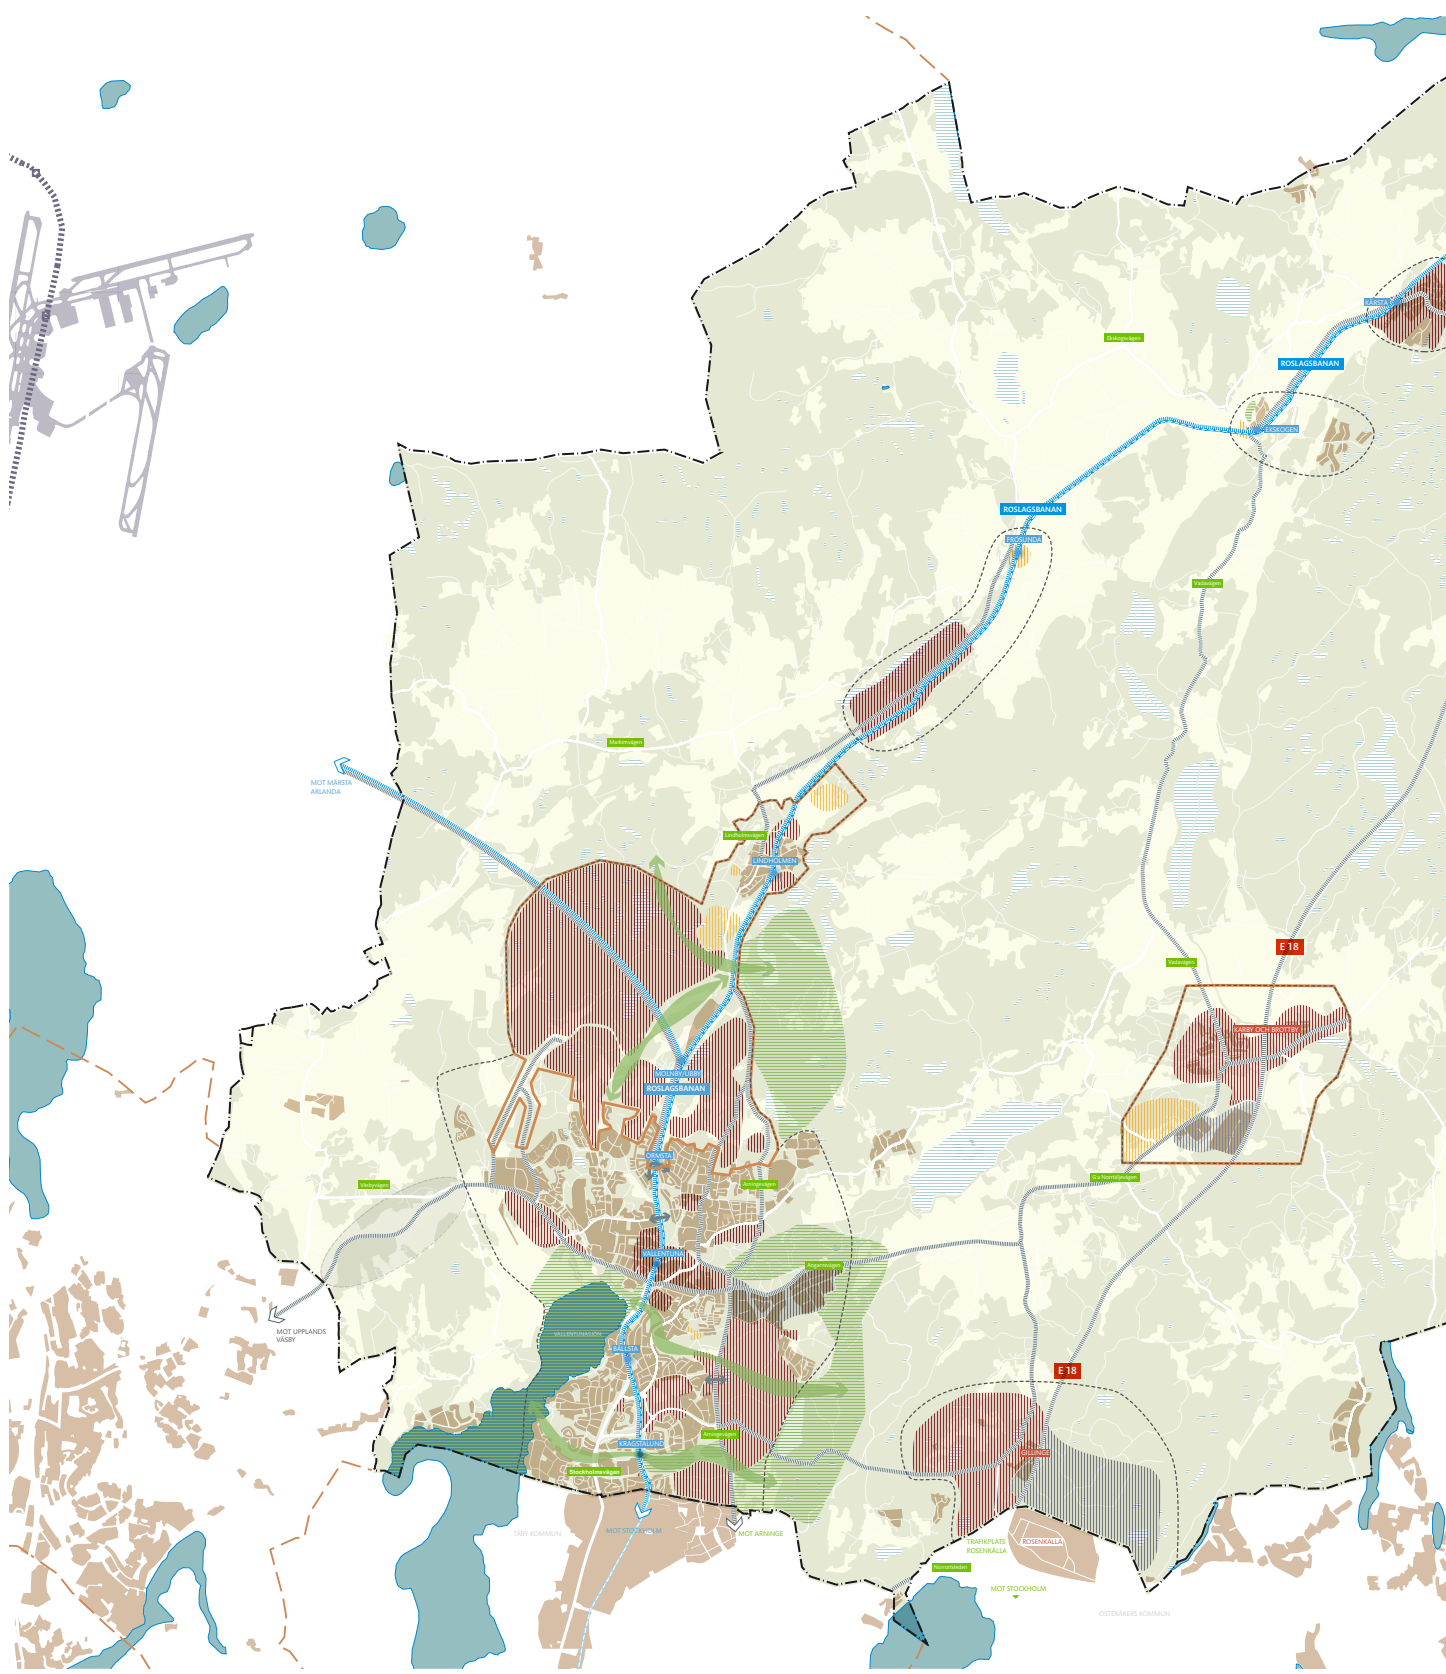 KÅRSTA
Ekskogsvägen
ROSLAGSBANAN
EKSKOGEN
ROSLAGSBANAN
FRÖSUNDA
Vadavägen
Markimvägen
MOT MÄRSTA
ARLANDA
Lindholmsvägen
LINDHOLMEN
E 18
Vadavägen
KARBY OCH BROTTBY
MOLNBY/UBBY
ROSLAGSBANAN
ORMSTA
G:a Norrtäljevägen
Väsbyvägen
Arningevägen
VALLENTUNA
Angarnsvägen
MOT UPPLANDS
VÄSBY
VALLENTUNASJÖN
BÄLLSTA
E 18
Arningevägen
KRAGSTALUND
GILLINGE
Stockholmsvägen
TÄBY KOMMUN
MOT STOCKHOLM
MOT ARNINGE
TRAFIKPLATS
ROSENKÄLLA
ROSENKÄLLA
Norrortsleden
MOT STOCKHOLM
ÖSTERÅKERS KOMMUN